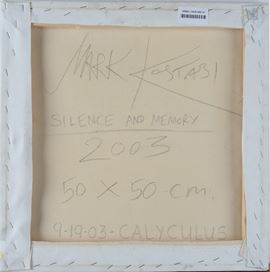 MARK KOSTABI
SILENCE AND MEMORY
2003
50 X 50 cm.
9-19-03 - CALYCULUS